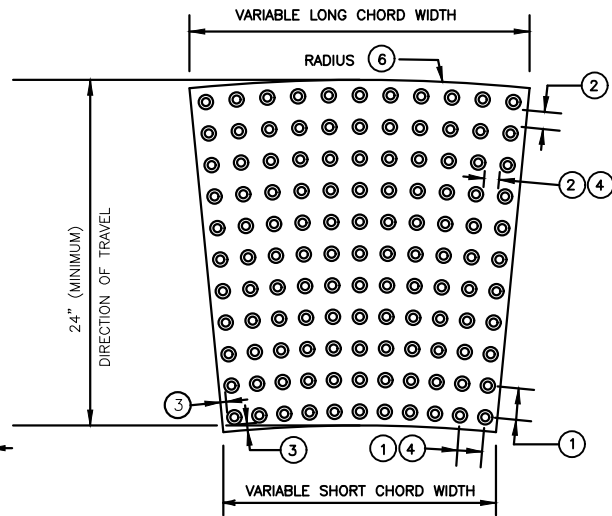 VARIABLE LONG CHORD WIDTH
RADIUS 6
2
2 4
24" (MINIMUM)
DIRECTION OF TRAVEL
3
3
1 4
1
VARIABLE SHORT CHORD WIDTH